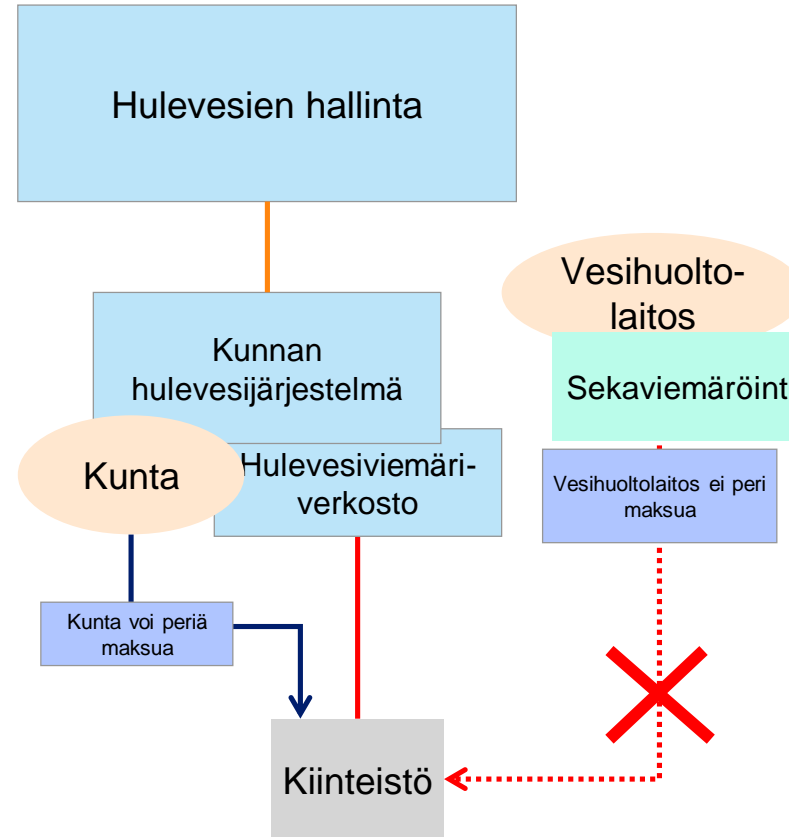 Hulevesien hallinta
Vesihuolto-
laitos
Kunnan
hulevesijärjestelmä
Sekaviemäröint
Kunta
Hulevesiviemäri-
verkosto
Vesihuoltolaitos ei peri
maksua
Kunta voi periä
maksua
Kiinteistö